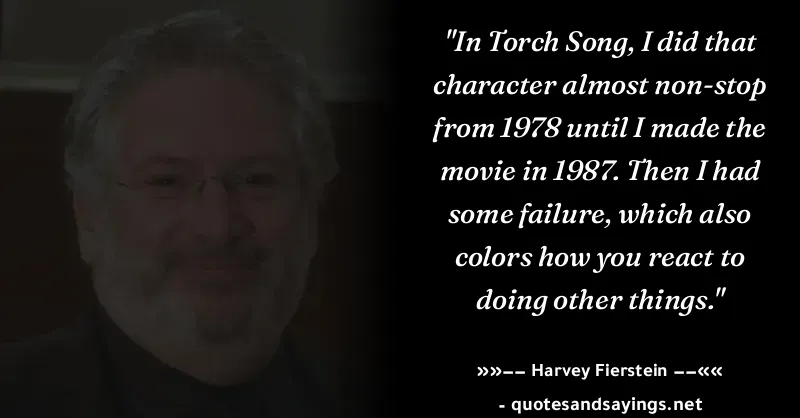 "In Torch Song, I did that
character almost non-stop
from 1978 until I made the
movie in 1987. Then I had
some failure, which also
colors how you react to
doing other things."
»»–– Harvey Fierstein ––««
- quotesandsayings.net